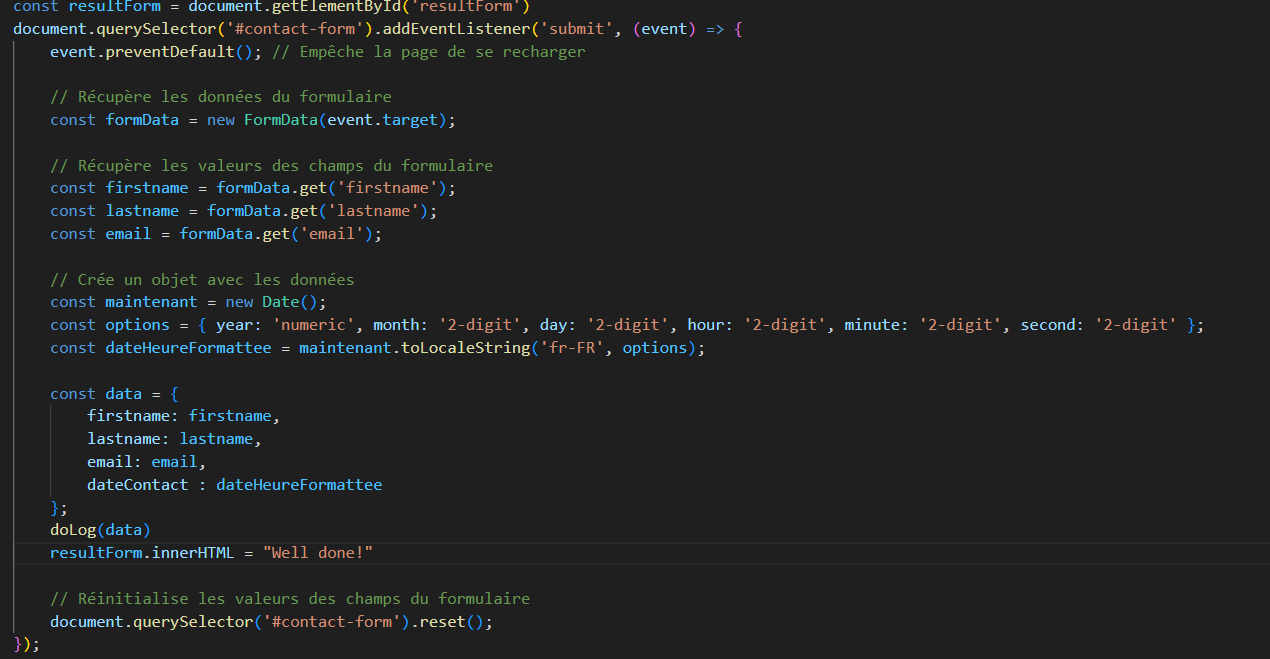 const resultForm = document.getElementById('resultForm')
document.querySelector('#contact-form').addEventListener('submit', (event) => {
    event.preventDefault(); // Empêche la page de se recharger

    // Récupère les données du formulaire
    const formData = new FormData(event.target);

    // Récupère les valeurs des champs du formulaire
    const firstname = formData.get('firstname');
    const lastname = formData.get('lastname');
    const email = formData.get('email');

    // Crée un objet avec les données
    const maintenant = new Date();
    const options = { year: 'numeric', month: '2-digit', day: '2-digit', hour: '2-digit', minute: '2-digit', second: '2-digit' };
    const dateHeureFormattee = maintenant.toLocaleString('fr-FR', options);

    const data = {
        firstname: firstname,
        lastname: lastname,
        email: email,
        dateContact : dateHeureFormattee
    };
    doLog(data)
    resultForm.innerHTML = "Well done!"

    // Réinitialise les valeurs des champs du formulaire
    document.querySelector('#contact-form').reset();
});